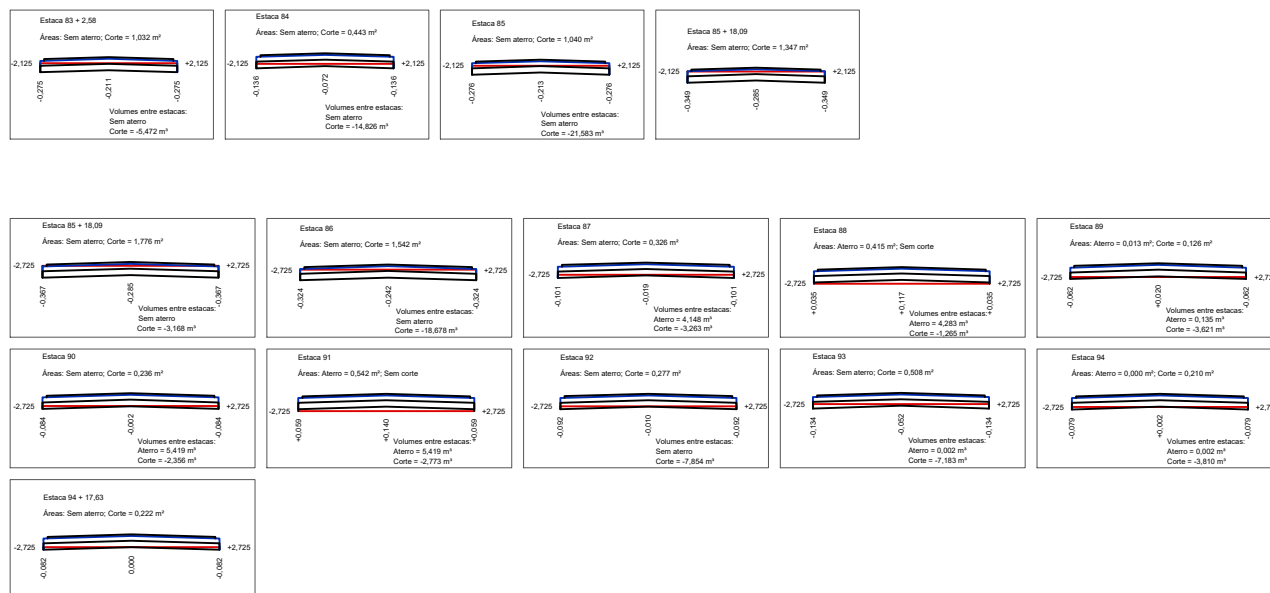 Estaca 83 + 2,58
Áreas: Sem aterro; Corte = 1,032 m²
-2,125
+2,125
-0,275
-0,211
-0,275
Volumes entre estacas:
Sem aterro
Corte = -5,472 m³
Estaca 84
Áreas: Sem aterro; Corte = 0,443 m²
-2,125
+2,125
-0,136
-0,072
-0,136
Volumes entre estacas:
Sem aterro
Corte = -14,826 m³
Estaca 85
Áreas: Sem aterro; Corte = 1,040 m²
-2,125
+2,125
-0,276
-0,213
-0,276
Volumes entre estacas:
Sem aterro
Corte = -21,583 m³
Estaca 85 + 18,09
Áreas: Sem aterro; Corte = 1,347 m²
-2,125
+2,125
-0,349
-0,285
-0,349
Estaca 85 + 18,09
Áreas: Sem aterro; Corte = 1,776 m²
-2,725
+2,725
-0,367
-0,285
-0,367
Volumes entre estacas:
Sem aterro
Corte = -3,168 m³
Estaca 86
Áreas: Sem aterro; Corte = 1,542 m²
-2,725
+2,725
-0,324
-0,242
-0,324
Volumes entre estacas:
Sem aterro
Corte = -18,678 m³
Estaca 87
Áreas: Sem aterro; Corte = 0,326 m²
-2,725
+2,725
-0,101
-0,019
-0,101
Volumes entre estacas:
Aterro = 4,148 m³
Corte = -3,263 m³
Estaca 88
Áreas: Aterro = 0,415 m²; Sem corte
-2,725
+2,725
+0,035
+0,117
+0,035
Volumes entre estacas:
Aterro = 4,283 m³
Corte = -1,265 m³
Estaca 89
Áreas: Aterro = 0,013 m²; Corte = 0,126 m²
-2,725
+2,72
-0,062
+0,020
-0,062
Volumes entre estacas:
Aterro = 0,135 m³
Corte = -3,621 m³
Estaca 90
Áreas: Sem aterro; Corte = 0,236 m²
-2,725
+2,725
-0,084
-0,002
-0,084
Volumes entre estacas:
Aterro = 5,419 m³
Corte = -2,356 m³
Estaca 91
Áreas: Aterro = 0,542 m²; Sem corte
-2,725
+2,725
+0,059
+0,140
+0,059
Volumes entre estacas:
Aterro = 5,419 m³
Corte = -2,773 m³
Estaca 92
Áreas: Sem aterro; Corte = 0,277 m²
-2,725
+2,725
-0,092
-0,010
-0,092
Volumes entre estacas:
Sem aterro
Corte = -7,854 m³
Estaca 93
Áreas: Sem aterro; Corte = 0,508 m²
-2,725
+2,725
-0,134
-0,052
-0,134
Volumes entre estacas:
Aterro = 0,002 m³
Corte = -7,183 m³
Estaca 94
Áreas: Aterro = 0,000 m²; Corte = 0,210 m²
-2,725
+2,725
-0,079
+0,002
-0,079
Volumes entre estacas:
Aterro = 0,002 m³
Corte = -3,810 m³
Estaca 94 + 17,63
Áreas: Sem aterro; Corte = 0,222 m²
-2,725
+2,725
-0,082
0,000
-0,082